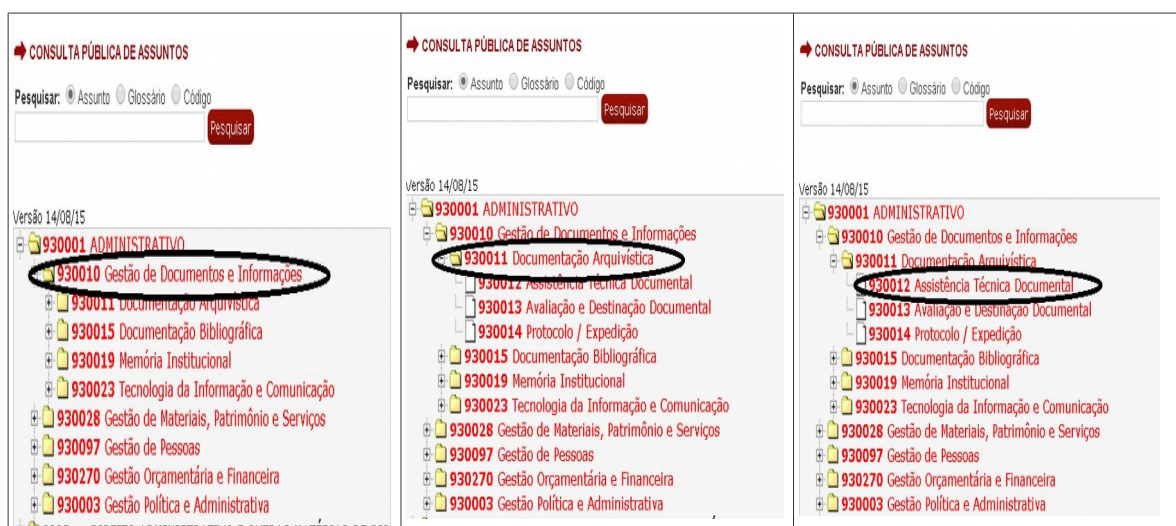 CONSULTA PÚBLICA DE ASSUNTOS
Pesquisar: Assunto Glossário Código
Pesquisar
Versão 14/08/15
930001 ADMINISTRATIVO
930010 Gestão de Documentos e Informações
930011 Documentação Arquivística
930015 Documentação Bibliográfica
930019 Memória Institucional
930023 Tecnologia da Informação e Comunicação
930028 Gestão de Materiais, Patrimônio e Serviços
930097 Gestão de Pessoas
930270 Gestão Orçamentária e Financeira
930003 Gestão Política e Administrativa
CONSULTA PÚBLICA DE ASSUNTOS
Pesquisar: Assunto Glossário Código
Pesquisar
Versão 14/08/15
930001 ADMINISTRATIVO
930010 Gestão de Documentos e Informações
930011 Documentação Arquivística
930012 Assistência Técnica Documental
930013 Avaliação e Destinação Documental
930014 Protocolo / Expedição
930015 Documentação Bibliográfica
930019 Memória Institucional
930023 Tecnologia da Informação e Comunicação
930028 Gestão de Materiais, Patrimônio e Serviços
930097 Gestão de Pessoas
930270 Gestão Orçamentária e Financeira
930003 Gestão Política e Administrativa
CONSULTA PÚBLICA DE ASSUNTOS
Pesquisar: Assunto Glossário Código
Pesquisar
Versão 14/08/15
930001 ADMINISTRATIVO
930010 Gestão de Documentos e Informações
930011 Documentação Arquivística
930012 Assistência Técnica Documental
930013 Avaliação e Destinação Documental
930014 Protocolo / Expedição
930015 Documentação Bibliográfica
930019 Memória Institucional
930023 Tecnologia da Informação e Comunicação
930028 Gestão de Materiais, Patrimônio e Serviços
930097 Gestão de Pessoas
930270 Gestão Orçamentária e Financeira
930003 Gestão Política e Administrativa